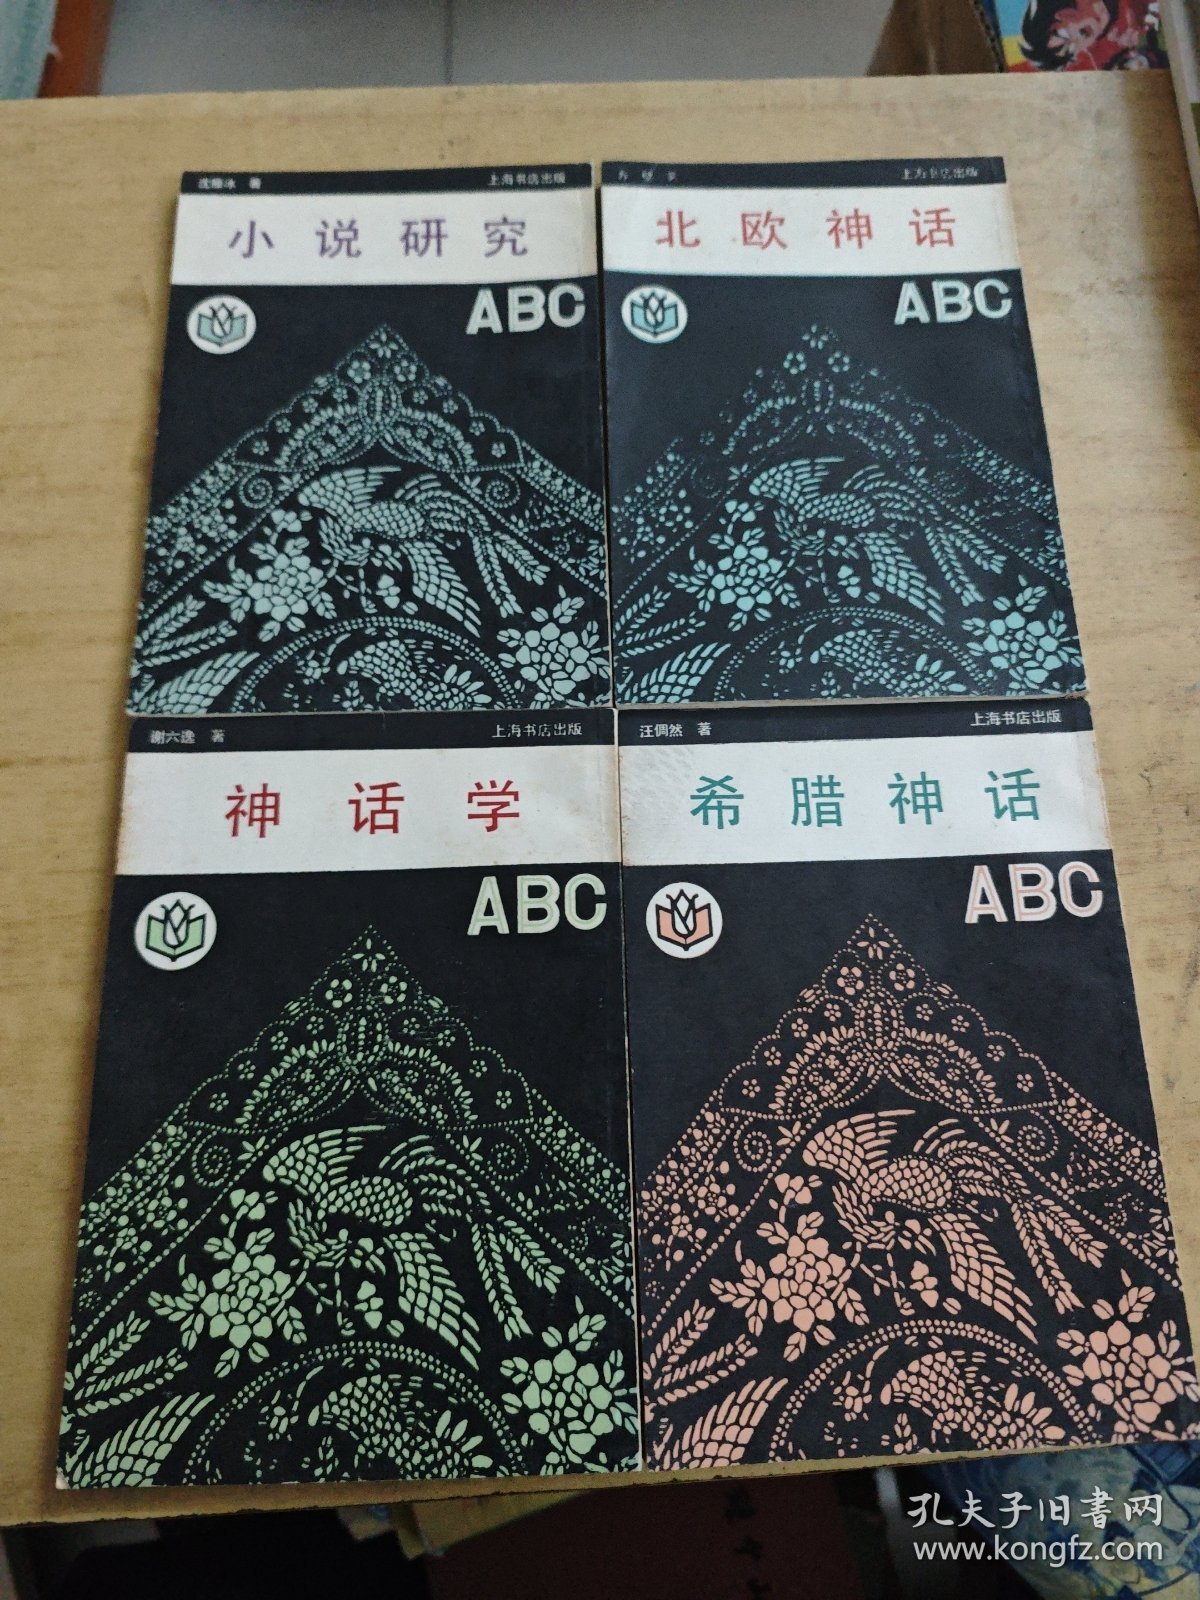 沈雁冰 著 上海书店出版
小说研究
ABC
上海书店出版
北欧神话
ABC
谢六逸 著 上海书店出版
神话学
ABC
汪倜然 著 上海书店出版
希腊神话
ABC
孔夫子旧書网
www.kongfz.com